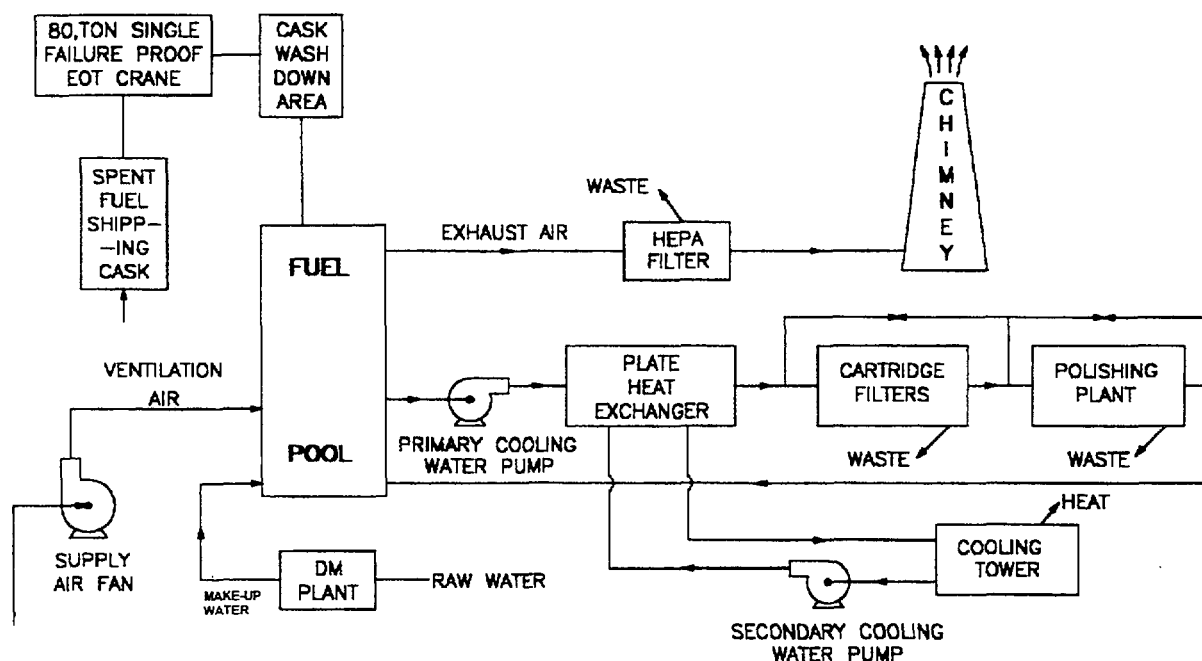 80,TON SINGLE
FAILURE PROOF
EOT CRANE
CASK
WASH
DOWN
AREA
SPENT
FUEL
SHIPP-
-ING
CASK
CHIMNEY
WASTE
EXHAUST AIR
HEPA
FILTER
FUEL
POOL
VENTILATION
AIR
SUPPLY
AIR FAN
PRIMARY COOLING
WATER PUMP
PLATE
HEAT
EXCHANGER
CARTRIDGE
FILTERS
WASTE
POLISHING
PLANT
WASTE
HEAT
COOLING
TOWER
MAKE-UP
WATER
DM
PLANT
RAW WATER
SECONDARY COOLING
WATER PUMP